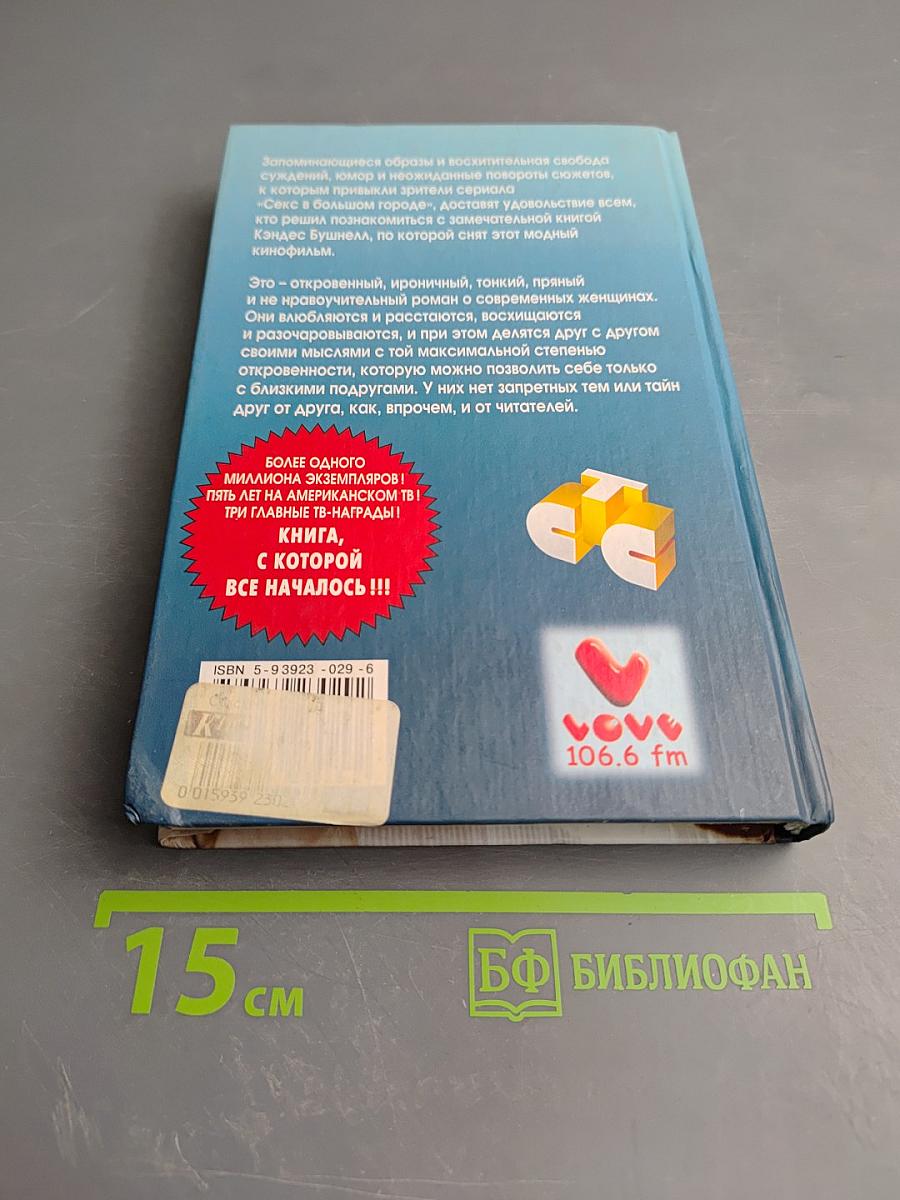 Запоминающиеся образы и восхитительная свобода
суждений, юмор и неожиданные повороты сюжетов,
к которым привыкли зрители сериала
«Секс в большом городе», доставят удовольствие всем,
кто решил познакомиться с замечательной книгой
Кэндес Бушнелл, по которой снят этот модный
кинофильм.
Это – откровенный, ироничный, тонкий, пряный
и не нравоучительный роман о современных женщинах.
Они влюбляются и расстаются, восхищаются
и разочаровываются, и при этом делятся друг с другом
своими мыслями с той максимальной степенью
откровенности, которую можно позволить себе только
с близкими подругами. У них нет запретных тем или тайн
друг от друга, как, впрочем, и от читателей.
БОЛЕЕ ОДНОГО
МИЛЛИОНА ЭКЗЕМПЛЯРОВ!
ПЯТЬ ЛЕТ НА АМЕРИКАНСКОМ ТВ!
ТРИ ГЛАВНЫЕ ТВ-НАГРАДЫ!
КНИГА,
С КОТОРОЙ
ВСЕ НАЧАЛОСЬ!!!
СТС
LOVE
106.6 fm
ISBN 5-93923-029-6
0 015939 230
15 см
БФ БИБЛИОФАН